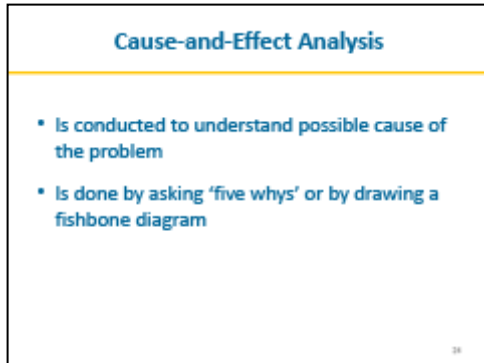 Cause-and-Effect Analysis
• Is conducted to understand possible cause of
the problem
• Is done by asking ‘five whys’ or by drawing a
fishbone diagram